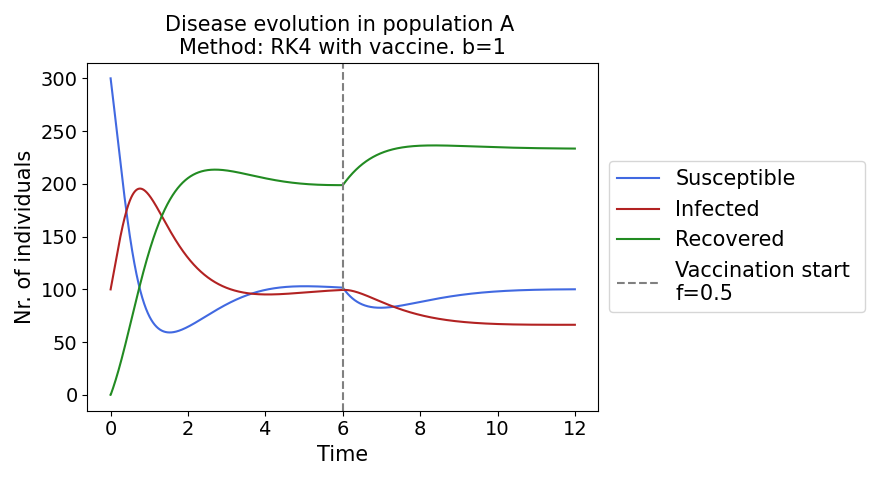 Disease evolution in population A
Method: RK4 with vaccine. b=1
300
250
200
150
100
50
0
Nr. of individuals
0 2 4 6 8 10 12
Time
Susceptible
Infected
Recovered
Vaccination start
f=0.5